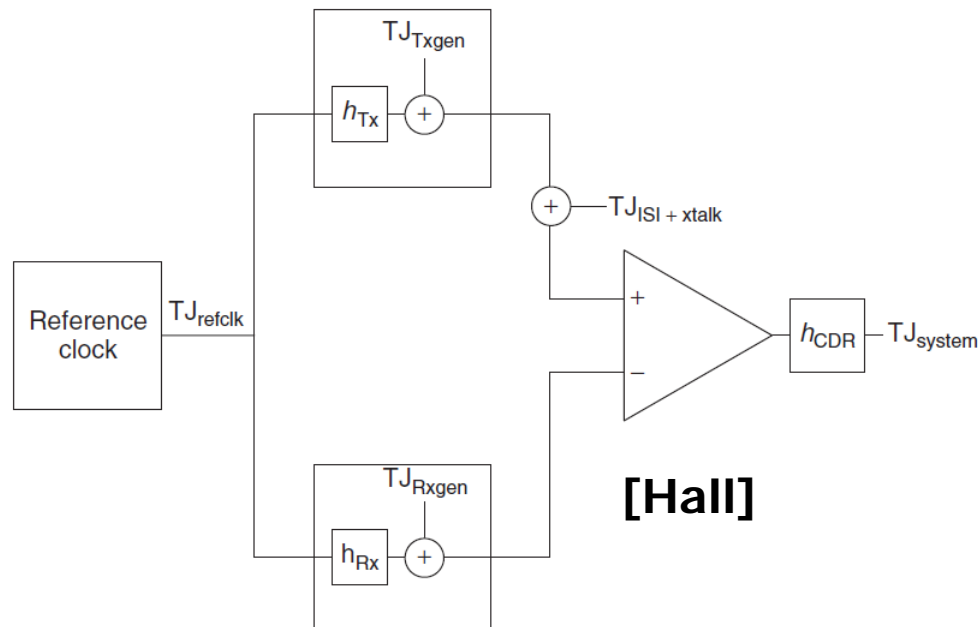 TJTxgen
hTx
+
+
TJISI + xtalk
Reference
clock
TJrefclk
+
−
hCDR
TJsystem
TJRxgen
hRx
+
[Hall]